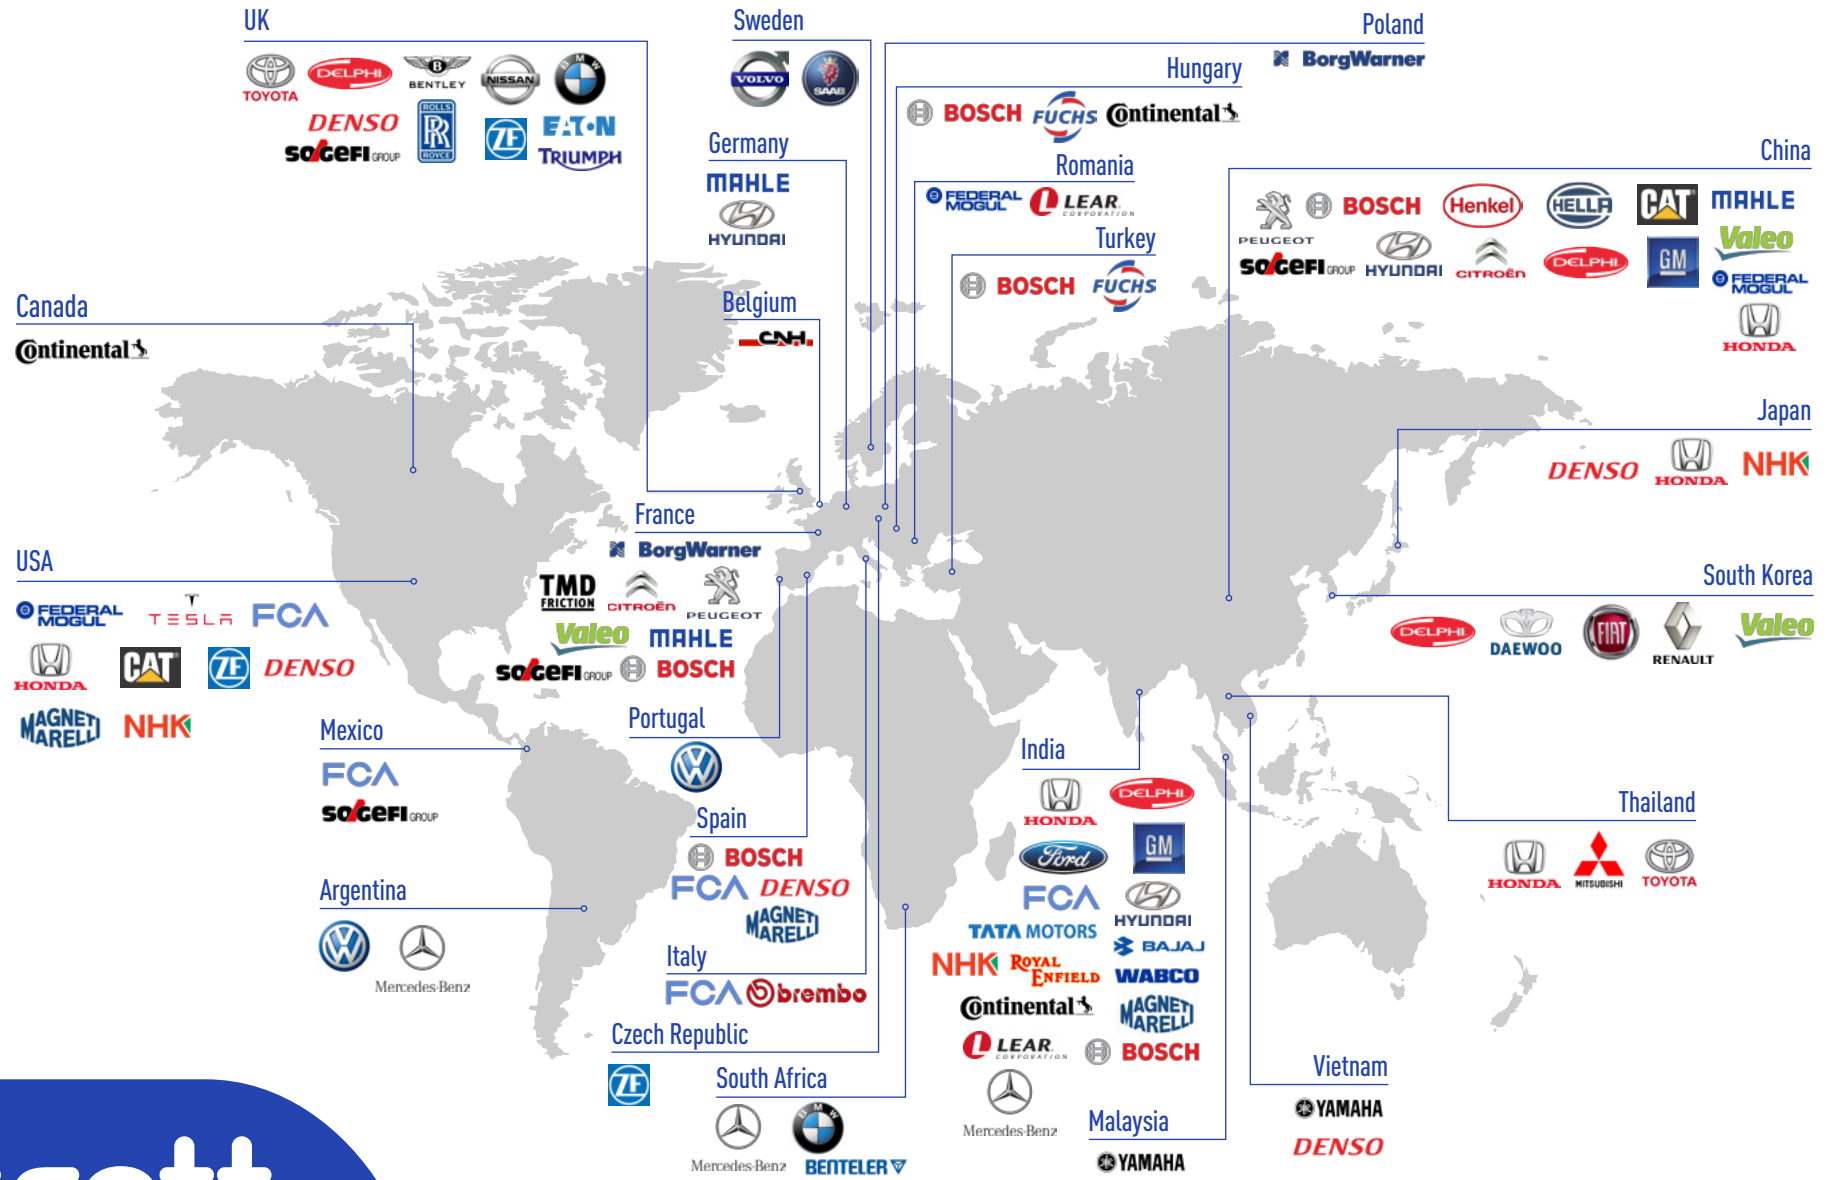 UK
TOYOTA
DELPHI
B
BENTLEY
NISSAN
BMW
DENSO
SOGEFI GROUP
ROLLS
RR
ROYCE
ZF
EATON
TRIUMPH
Sweden
VOLVO
SAAB
Poland
BorgWarner
Hungary
BOSCH
FUCHS
Continental
Germany
MAHLE
HYUNDAI
Romania
FEDERAL
MOGUL
LEAR
CORPORATION
Turkey
BOSCH
FUCHS
China
PEUGEOT
BOSCH
Henkel
HELLA
CAT
MAHLE
SOGEFI GROUP
HYUNDAI
CITROËN
DELPHI
GM
Valeo
FEDERAL
MOGUL
HONDA
Canada
Continental
Belgium
CNH
Japan
DENSO
HONDA
NHK
France
BorgWarner
TMD
FRICTION
CITROËN
PEUGEOT
Valeo
MAHLE
SOGEFI GROUP
BOSCH
USA
FEDERAL
MOGUL
TESLA
FCA
HONDA
CAT
ZF
DENSO
MAGNETI
MARELLI
NHK
South Korea
DELPHI
DAEWOO
FIAT
RENAULT
Valeo
Mexico
FCA
SOGEFI GROUP
Portugal
VW
India
HONDA
DELPHI
Ford
GM
FCA
HYUNDAI
TATA MOTORS
BAJAJ
NHK
ROYAL
ENFIELD
WABCO
Continental
MAGNETI
MARELLI
LEAR
CORPORATION
BOSCH
Mercedes-Benz
Thailand
HONDA
MITSUBISHI
TOYOTA
Spain
BOSCH
FCA
DENSO
MAGNETI
MARELLI
Argentina
VW
Mercedes-Benz
Italy
FCA
brembo
Czech Republic
ZF
South Africa
Mercedes-Benz
BMW
BENTELER
Malaysia
YAMAHA
Vietnam
YAMAHA
DENSO